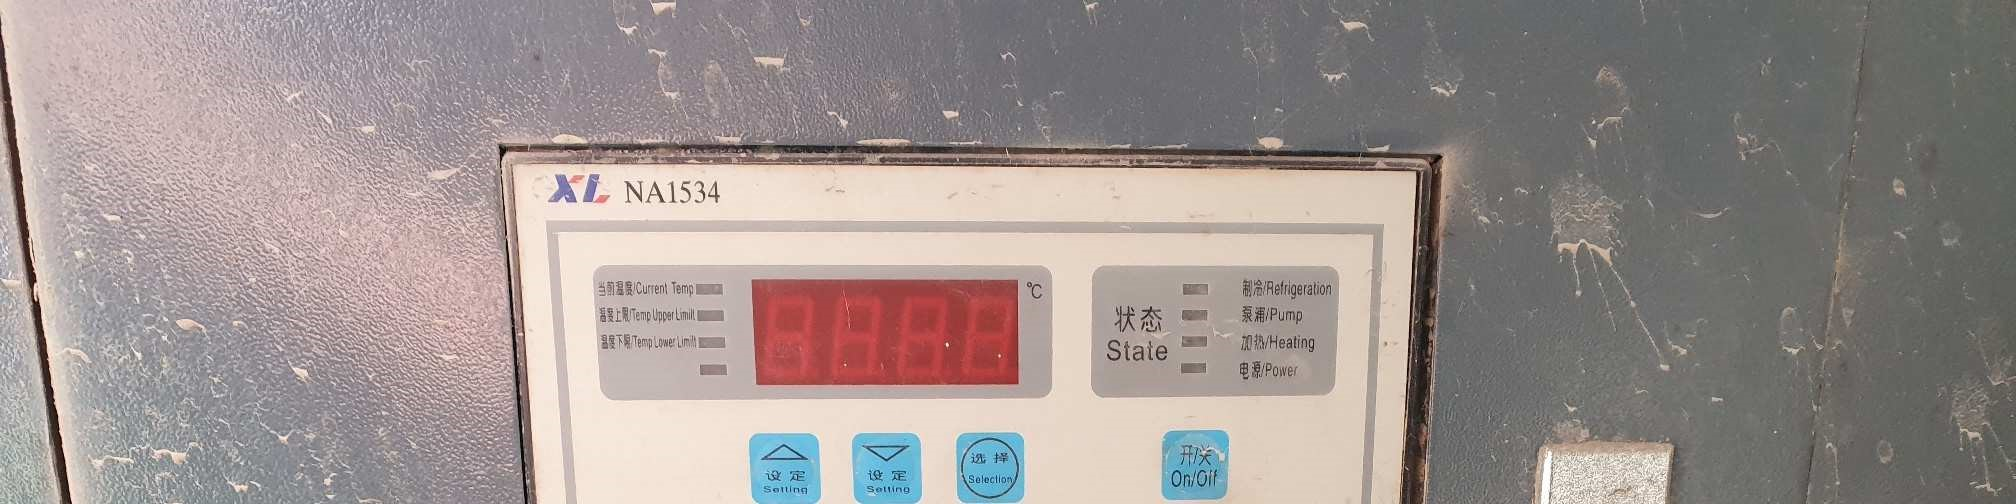 XL NA1534
当前温度/Current Temp
温度上限/Temp Upper Limilt
温度下限/Temp Lower Limilt
℃
状态
State
制冷/Refrigeration
泵浦/Pump
加热/Heating
电源/Power
设定
Setting
设定
Setting
选择
Selection
开/关
On/Off